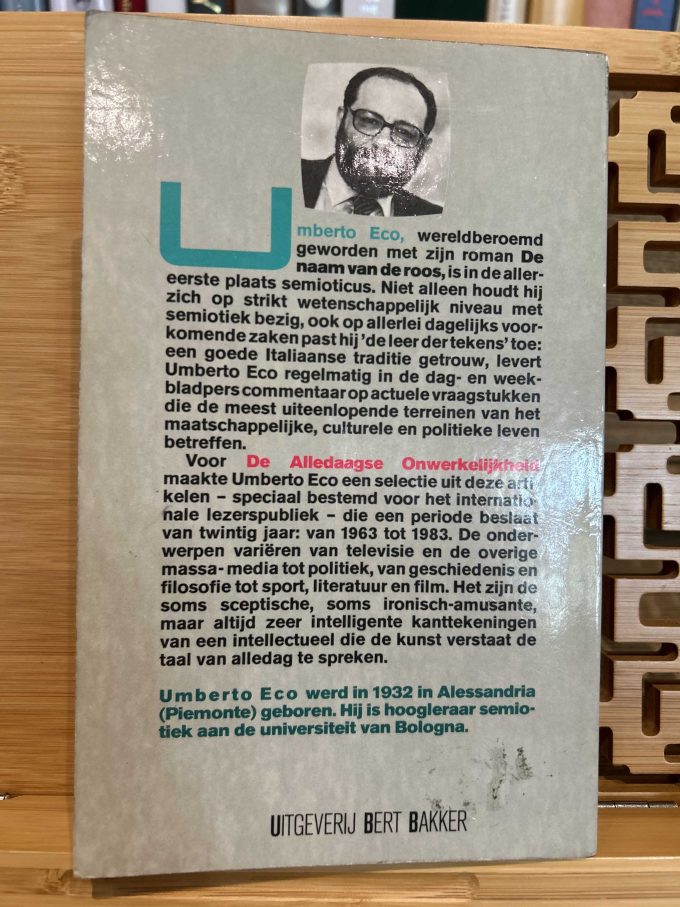 Umberto Eco, wereldberoemd
geworden met zijn roman De
naam van de roos, is in de aller-
eerste plaats semioticus. Niet alleen houdt hij
zich op strikt wetenschappelijk niveau met
semiotiek bezig, ook op allerlei dagelijks voor-
komende zaken past hij 'de leer der tekens' toe:
een goede Italiaanse traditie getrouw, levert
Umberto Eco regelmatig in de dag- en week-
bladpers commentaar op actuele vraagstukken
die de meest uiteenlopende terreinen van het
maatschappelijke, culturele en politieke leven
betreffen.
Voor De Alledaagse Onwerkelijkheid
maakte Umberto Eco een selectie uit deze arti-
kelen – speciaal bestemd voor het internatio-
nale lezerspubliek – die een periode beslaat
van twintig jaar: van 1963 tot 1983. De onder-
werpen variëren van televisie en de overige
massa-media tot politiek, van geschiedenis en
filosofie tot sport, literatuur en film. Het zijn de
soms sceptische, soms ironisch-amusante,
maar altijd zeer intelligente kanttekeningen
van een intellectueel die de kunst verstaat de
taal van alledag te spreken.
Umberto Eco werd in 1932 in Alessandria
(Piemonte) geboren. Hij is hoogleraar semio-
tiek aan de universiteit van Bologna.
UITGEVERIJ BERT BAKKER